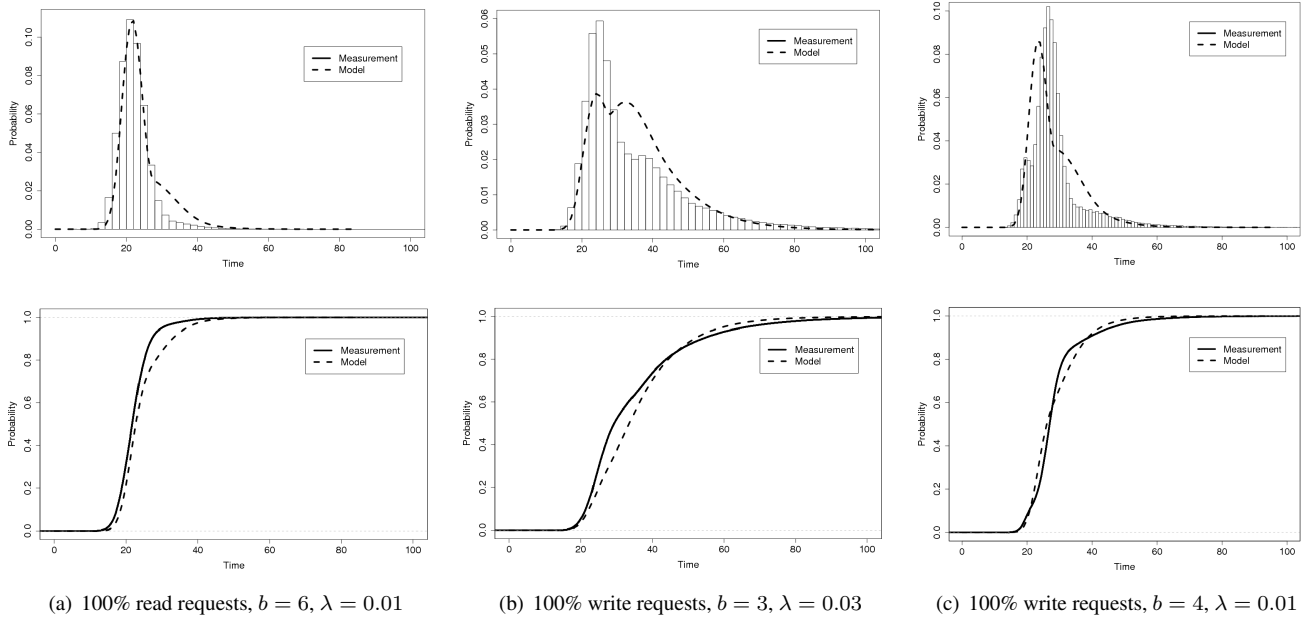 0.10
0.08
0.06
0.04
0.02
0.00
Probability
0 20 40 60 80 100
Time
Measurement
Model
0.06
0.05
0.04
0.03
0.02
0.01
0.00
Probability
0 20 40 60 80 100
Time
Measurement
Model
0.10
0.08
0.06
0.04
0.02
0.00
Probability
0 20 40 60 80 100
Time
Measurement
Model
1.0
0.8
0.6
0.4
0.2
0.0
Probability
0 20 40 60 80 100
Time
Measurement
Model
1.0
0.8
0.6
0.4
0.2
0.0
Probability
0 20 40 60 80 100
Time
Measurement
Model
1.0
0.8
0.6
0.4
0.2
0.0
Probability
0 20 40 60 80 100
Time
Measurement
Model
(a) 100% read requests, b = 6, λ = 0.01
(b) 100% write requests, b = 3, λ = 0.03
(c) 100% write requests, b = 4, λ = 0.01